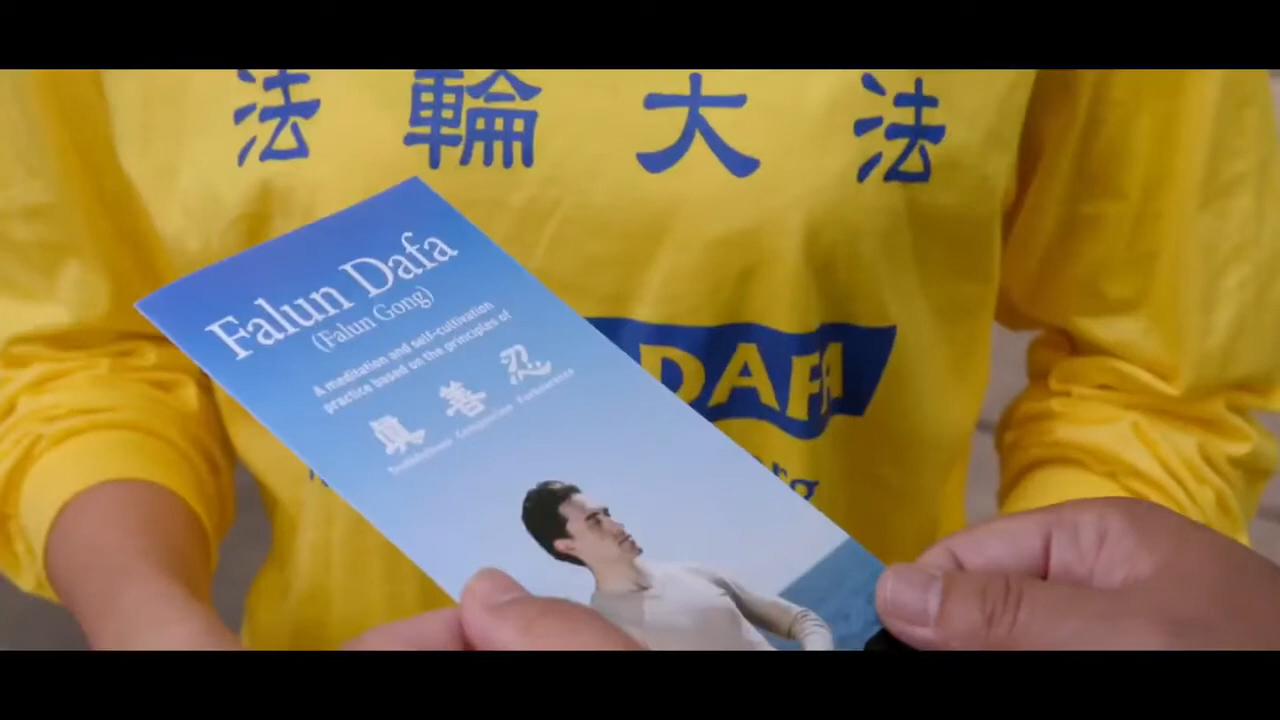 法輪大法
Falun Dafa
(Falun Gong)
A meditation and self-cultivation
practice based on the principles of
真 善 忍
Truthfulness Compassion Forbearance
DAFA